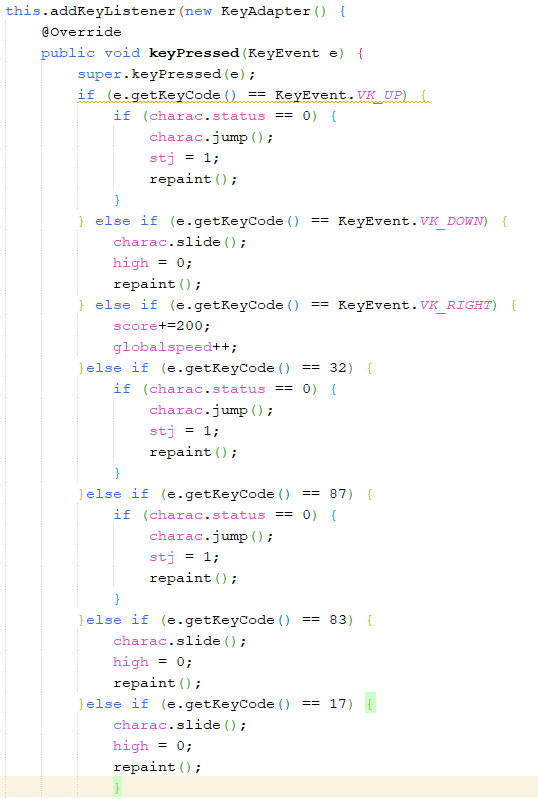 this.addKeyListener(new KeyAdapter() {
    @Override
    public void keyPressed(KeyEvent e) {
        super.keyPressed(e);
        if (e.getKeyCode() == KeyEvent.VK_UP) {
            if (charac.status == 0) {
                charac.jump();
                stj = 1;
                repaint();
            }
        } else if (e.getKeyCode() == KeyEvent.VK_DOWN) {
            charac.slide();
            high = 0;
            repaint();
        } else if (e.getKeyCode() == KeyEvent.VK_RIGHT) {
            score+=200;
            globalspeed++;
        }else if (e.getKeyCode() == 32) {
            if (charac.status == 0) {
                charac.jump();
                stj = 1;
                repaint();
            }
        }else if (e.getKeyCode() == 87) {
            if (charac.status == 0) {
                charac.jump();
                stj = 1;
                repaint();
            }
        }else if (e.getKeyCode() == 83) {
            charac.slide();
            high = 0;
            repaint();
        }else if (e.getKeyCode() == 17) {
            charac.slide();
            high = 0;
            repaint();
            }